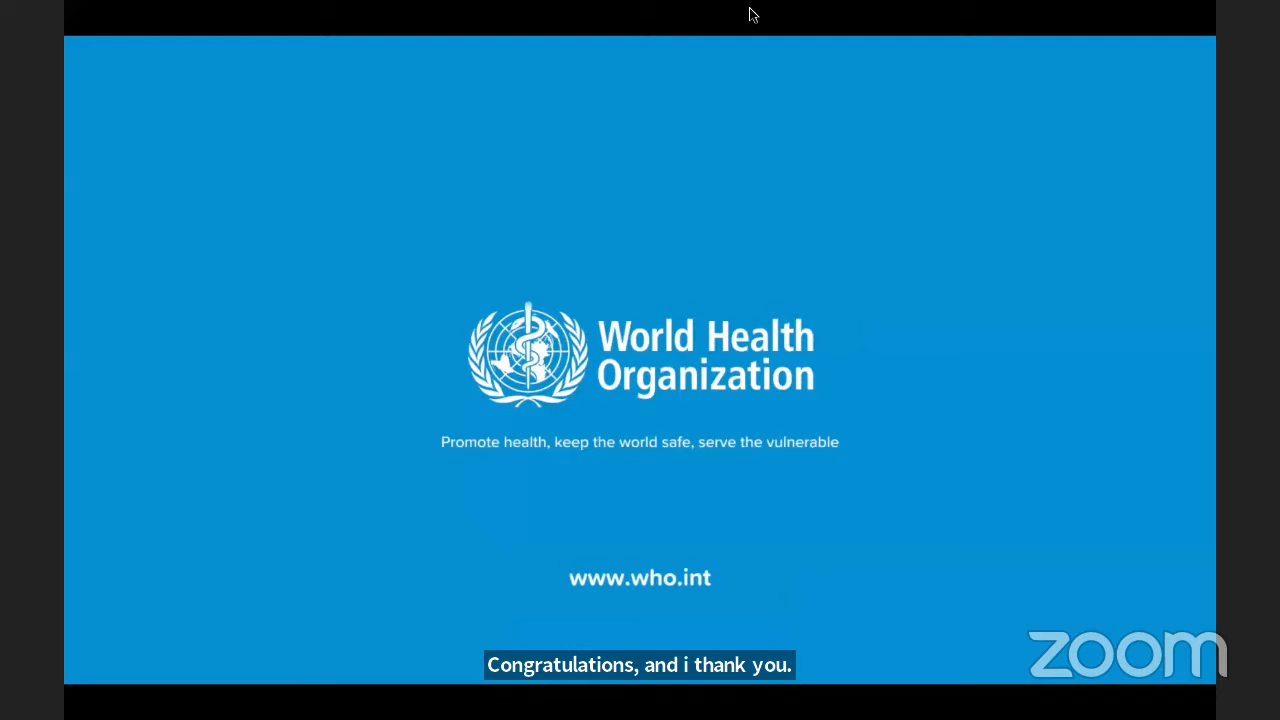 World Health
Organization
Promote health, keep the world safe, serve the vulnerable
www.who.int
Congratulations, and i thank you.
zoom